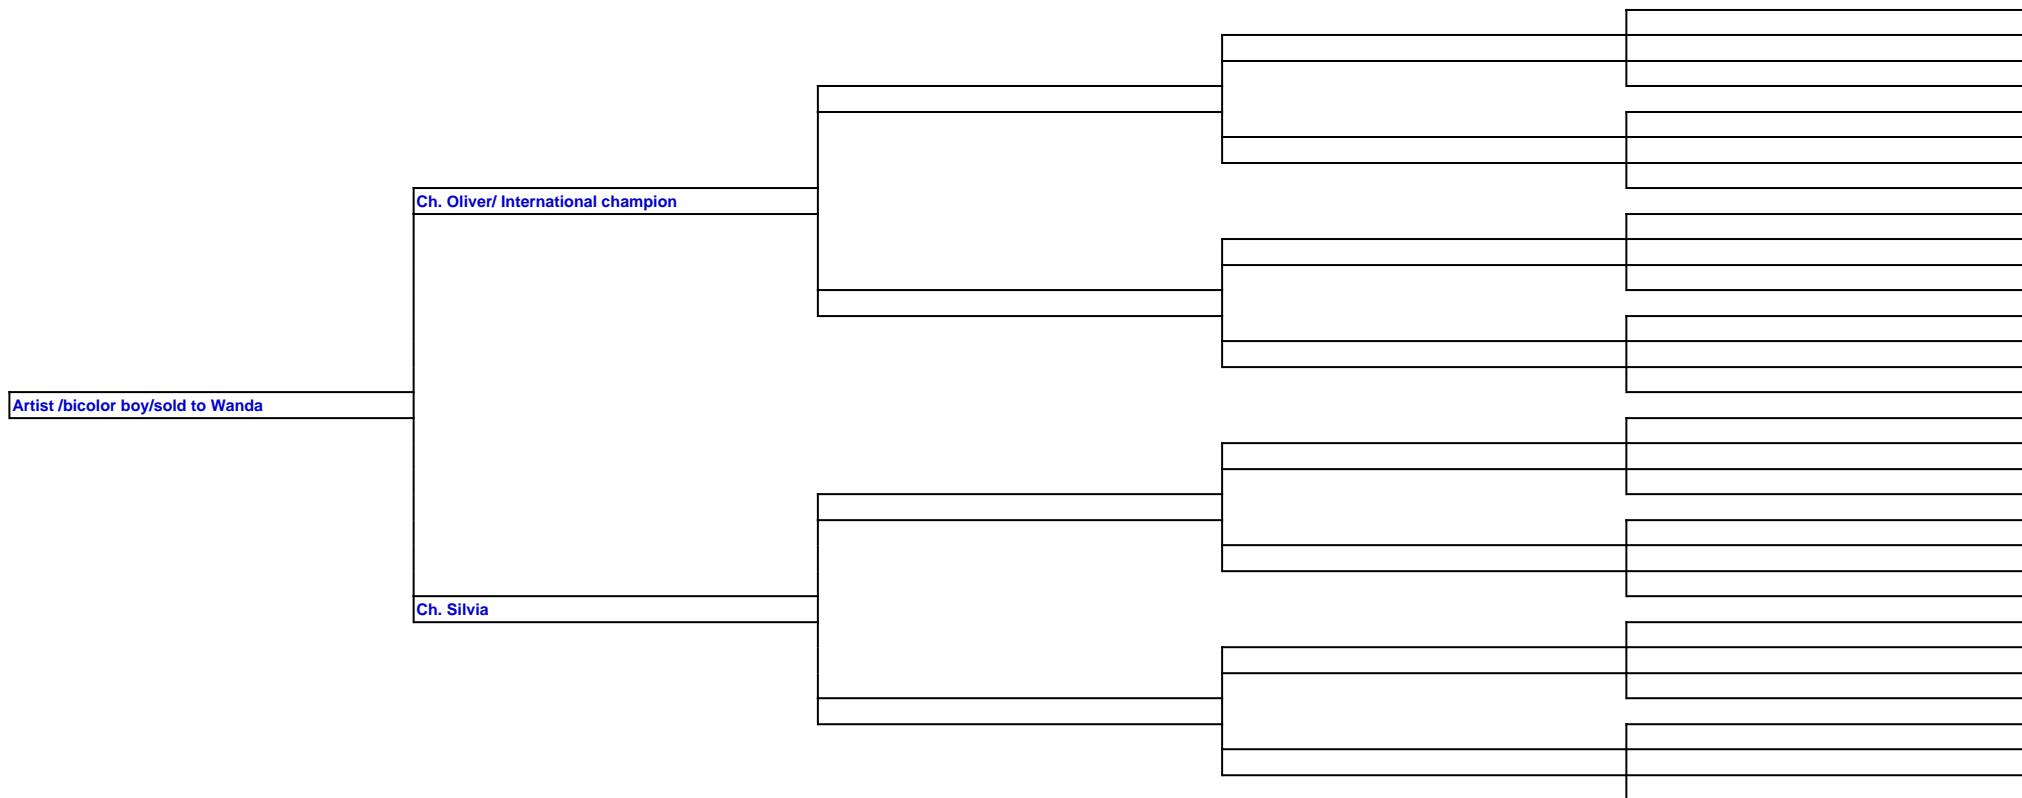 Ch. Oliver/ International champion
Artist /bicolor boy/sold to Wanda
Ch. Silvia